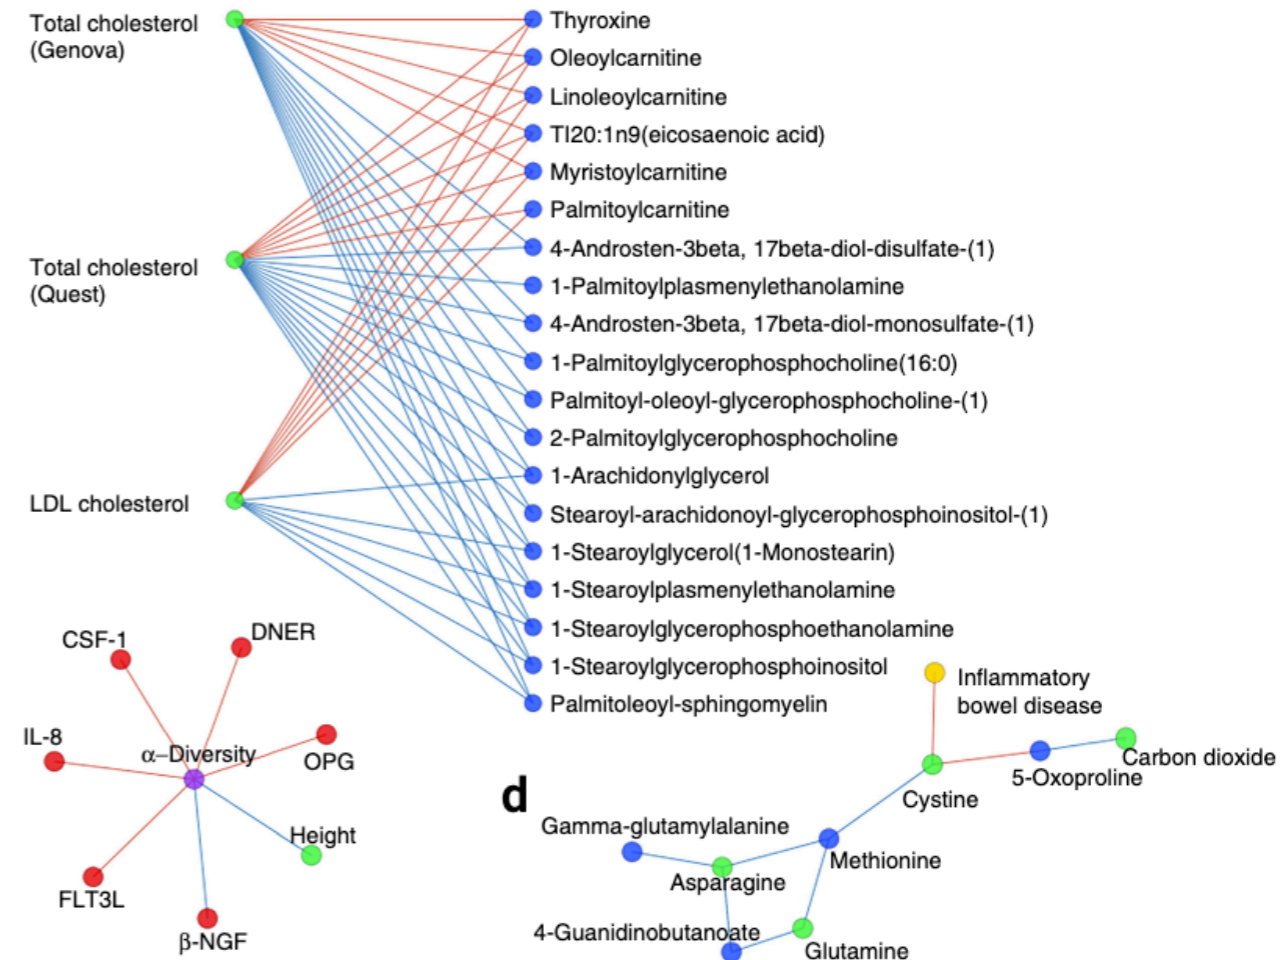 Total cholesterol
(Genova)
Total cholesterol
(Quest)
LDL cholesterol
Thyroxine
Oleoylcarnitine
Linoleoylcarnitine
Tl20:1n9(eicosaenoic acid)
Myristoylcarnitine
Palmitoylcarnitine
4-Androsten-3beta, 17beta-diol-disulfate-(1)
1-Palmitoylplasmenylethanolamine
4-Androsten-3beta, 17beta-diol-monosulfate-(1)
1-Palmitoylglycerophosphocholine(16:0)
Palmitoyl-oleoyl-glycerophosphocholine-(1)
2-Palmitoylglycerophosphocholine
1-Arachidonylglycerol
Stearoyl-arachidonoyl-glycerophosphoinositol-(1)
1-Stearoylglycerol(1-Monostearin)
1-Stearoylplasmenylethanolamine
1-Stearoylglycerophosphoethanolamine
1-Stearoylglycerophosphoinositol
Palmitoleoyl-sphingomyelin
CSF-1
DNER
IL-8
α–Diversity
OPG
Height
FLT3L
β-NGF
d
Inflammatory
bowel disease
Carbon dioxide
5-Oxoproline
Cystine
Gamma-glutamylalanine
Methionine
Asparagine
4-Guanidinobutanoate
Glutamine